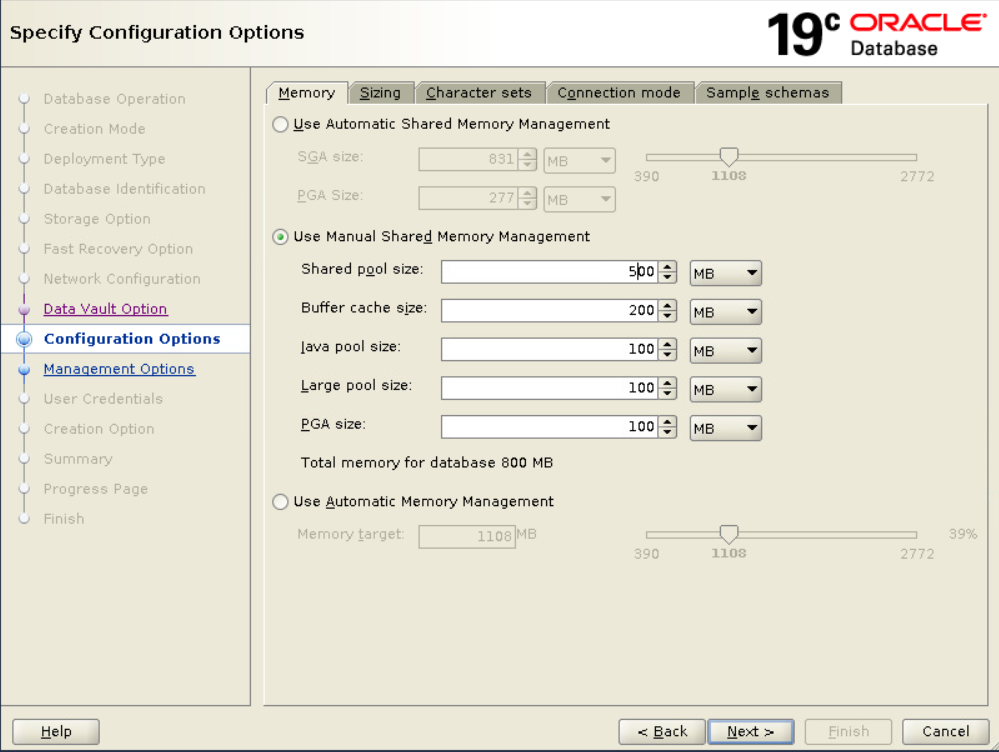 Specify Configuration Options
19c ORACLE
Database
Database Operation
Creation Mode
Deployment Type
Database Identification
Storage Option
Fast Recovery Option
Network Configuration
Data Vault Option
Configuration Options
Management Options
User Credentials
Creation Option
Summary
Progress Page
Finish
Memory Sizing Character sets Connection mode Sample schemas
Use Automatic Shared Memory Management
SGA size: 831 MB
390 1108 2772
PGA Size: 277 MB
Use Manual Shared Memory Management
Shared pool size: 500 MB
Buffer cache size: 200 MB
Java pool size: 100 MB
Large pool size: 100 MB
PGA size: 100 MB
Total memory for database 800 MB
Use Automatic Memory Management
Memory target: 1108 MB 39%
390 1108 2772
Help < Back Next > Finish Cancel